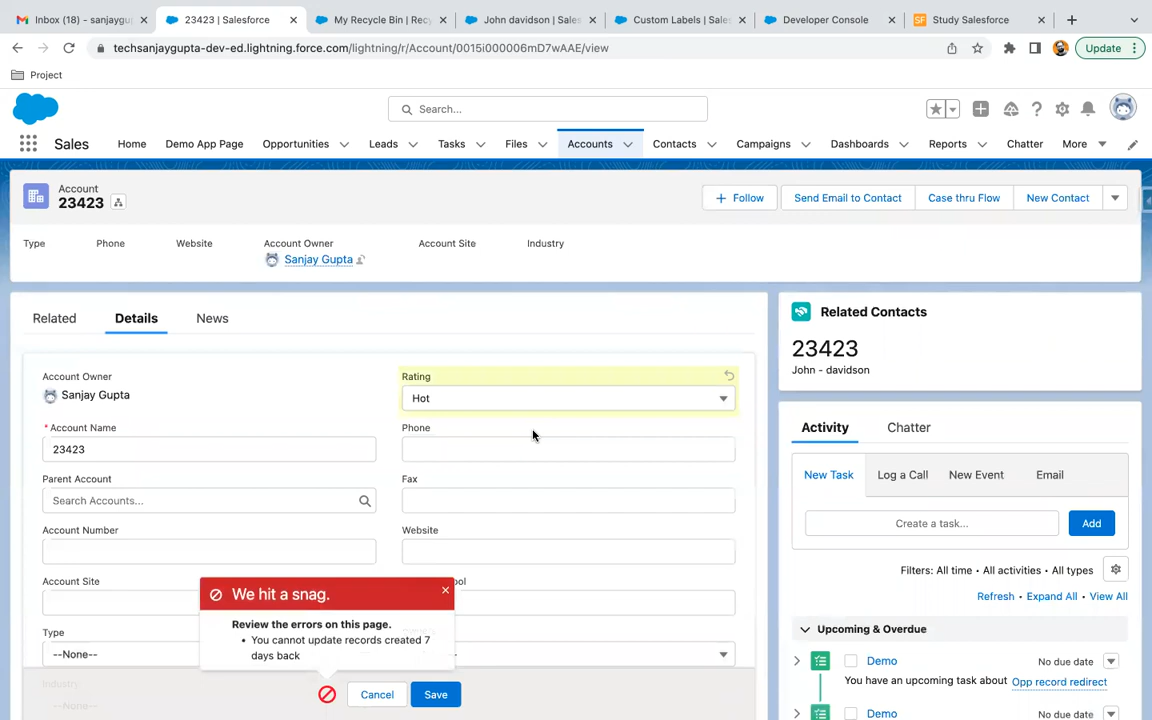 Inbox (18) - sanjaygu
23423 | Salesforce
My Recycle Bin | Rec
John davidson | Sales
Custom Labels | Sales
Developer Console
Study Salesforce
techsanjaygupta-dev-ed.lightning.force.com/lightning/r/Account/0015i000006mD7wAAE/view
Update
Project
Search...
Sales
Home
Demo App Page
Opportunities
Leads
Tasks
Files
Accounts
Contacts
Campaigns
Dashboards
Reports
Chatter
More
Account
23423
Follow
Send Email to Contact
Case thru Flow
New Contact
Type
Phone
Website
Account Owner
Account Site
Industry
Sanjay Gupta
Related
Details
News
Account Owner
Sanjay Gupta
Rating
Hot
* Account Name
23423
Phone
Parent Account
Search Accounts...
Fax
Account Number
Website
Account Site
ool
We hit a snag.
Review the errors on this page.
• You cannot update records created 7
days back
Type
--None--
Industry
--None--
Cancel
Save
Related Contacts
23423
John - davidson
Activity
Chatter
New Task
Log a Call
New Event
Email
Create a task...
Add
Filters: All time • All activities • All types
Refresh • Expand All • View All
Upcoming & Overdue
Demo
No due date
You have an upcoming task about
Opp record redirect
Demo
No due date